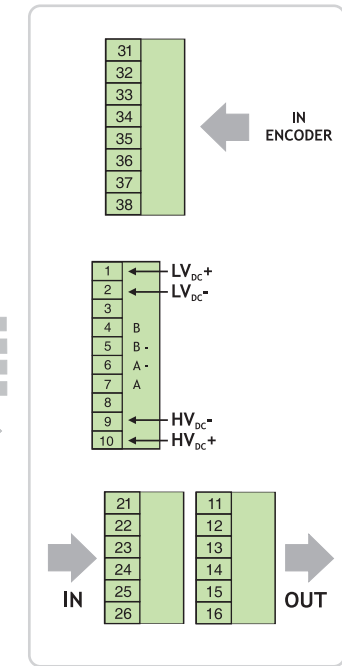 31
32
33
34
35
36
37
38
IN
ENCODER
1 LVDC+
2 LVDC-
3
4 B
5 B -
6 A -
7 A
8
9 HVDC-
10 HVDC+
21 11
22 12
23 13
24 14
25 15
26 16
IN OUT